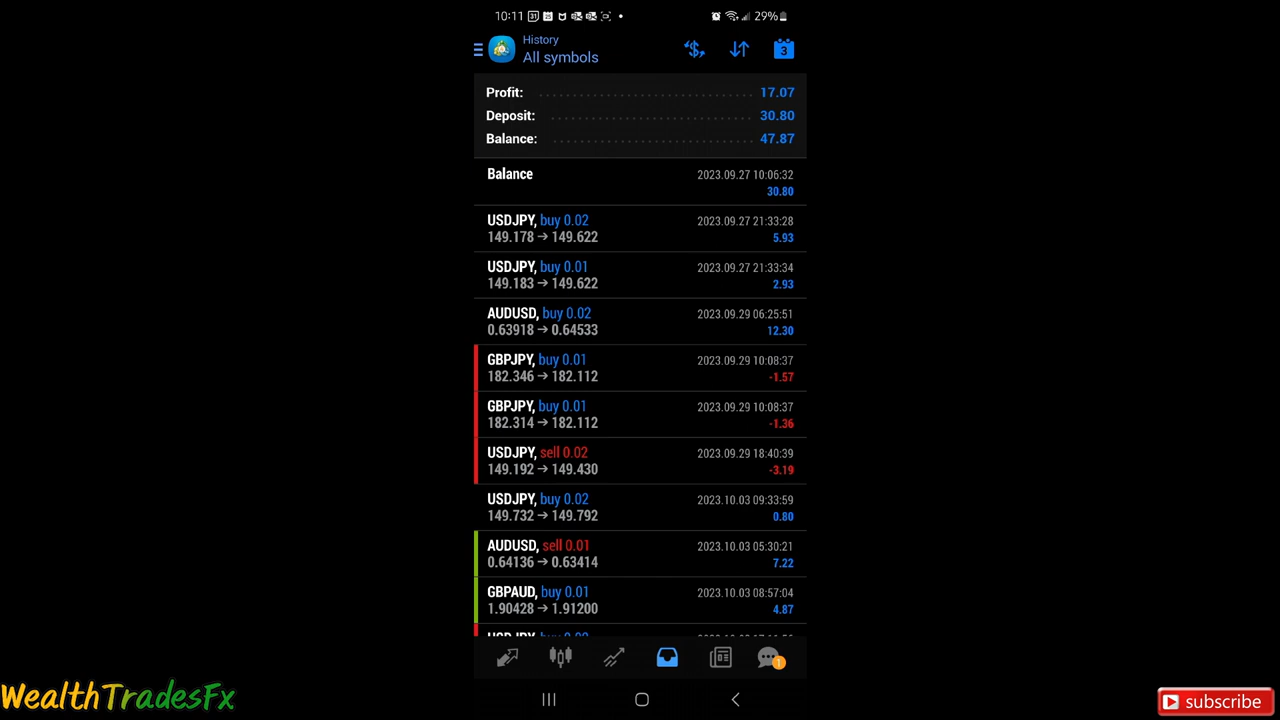 10:11 31 29%
History
All symbols
3
Profit: 17.07
Deposit: 30.80
Balance: 47.87
Balance 2023.09.27 10:06:32
30.80
USDJPY, buy 0.02 2023.09.27 21:33:28
149.178 → 149.622 5.93
USDJPY, buy 0.01 2023.09.27 21:33:34
149.183 → 149.622 2.93
AUDUSD, buy 0.02 2023.09.29 06:25:51
0.63918 → 0.64533 12.30
GBPJPY, buy 0.01 2023.09.29 10:08:37
182.346 → 182.112 -1.57
GBPJPY, buy 0.01 2023.09.29 10:08:37
182.314 → 182.112 -1.36
USDJPY, sell 0.02 2023.09.29 18:40:39
149.192 → 149.430 -3.19
USDJPY, buy 0.02 2023.10.03 09:33:59
149.732 → 149.792 0.80
AUDUSD, sell 0.01 2023.10.03 05:30:21
0.64136 → 0.63414 7.22
GBPAUD, buy 0.01 2023.10.03 08:57:04
1.90428 → 1.91200 4.87
1
WealthTradesFx
subscribe